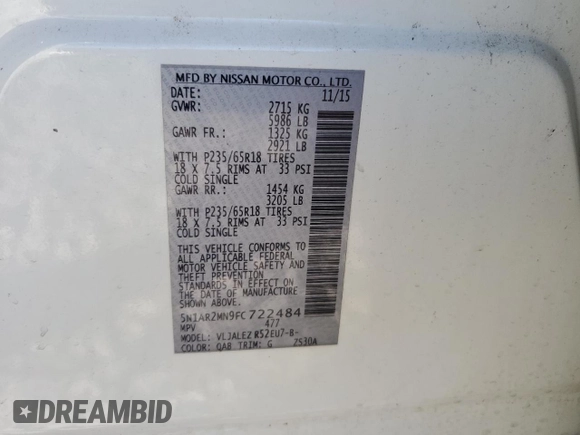 MFD BY NISSAN MOTOR CO., LTD.
DATE: 11/15
GVWR: 2715 KG
5986 LB
GAWR FR.: 1325 KG
2921 LB
WITH P235/65R18 TIRES
18 X 7.5 RIMS AT 33 PSI
COLD SINGLE
GAWR RR.: 1454 KG
3205 LB
WITH P235/65R18 TIRES
18 X 7.5 RIMS AT 33 PSI
COLD SINGLE
THIS VEHICLE CONFORMS TO
ALL APPLICABLE FEDERAL
MOTOR VEHICLE SAFETY AND
THEFT PREVENTION
STANDARDS IN EFFECT ON
THE DATE OF MANUFACTURE
SHOWN ABOVE.
5N1AR2MN9FC722484
MPV 477
MODEL: VLJALEZ R52EU7-B-
COLOR: QAB TRIM: G Z530A
DREAMBID